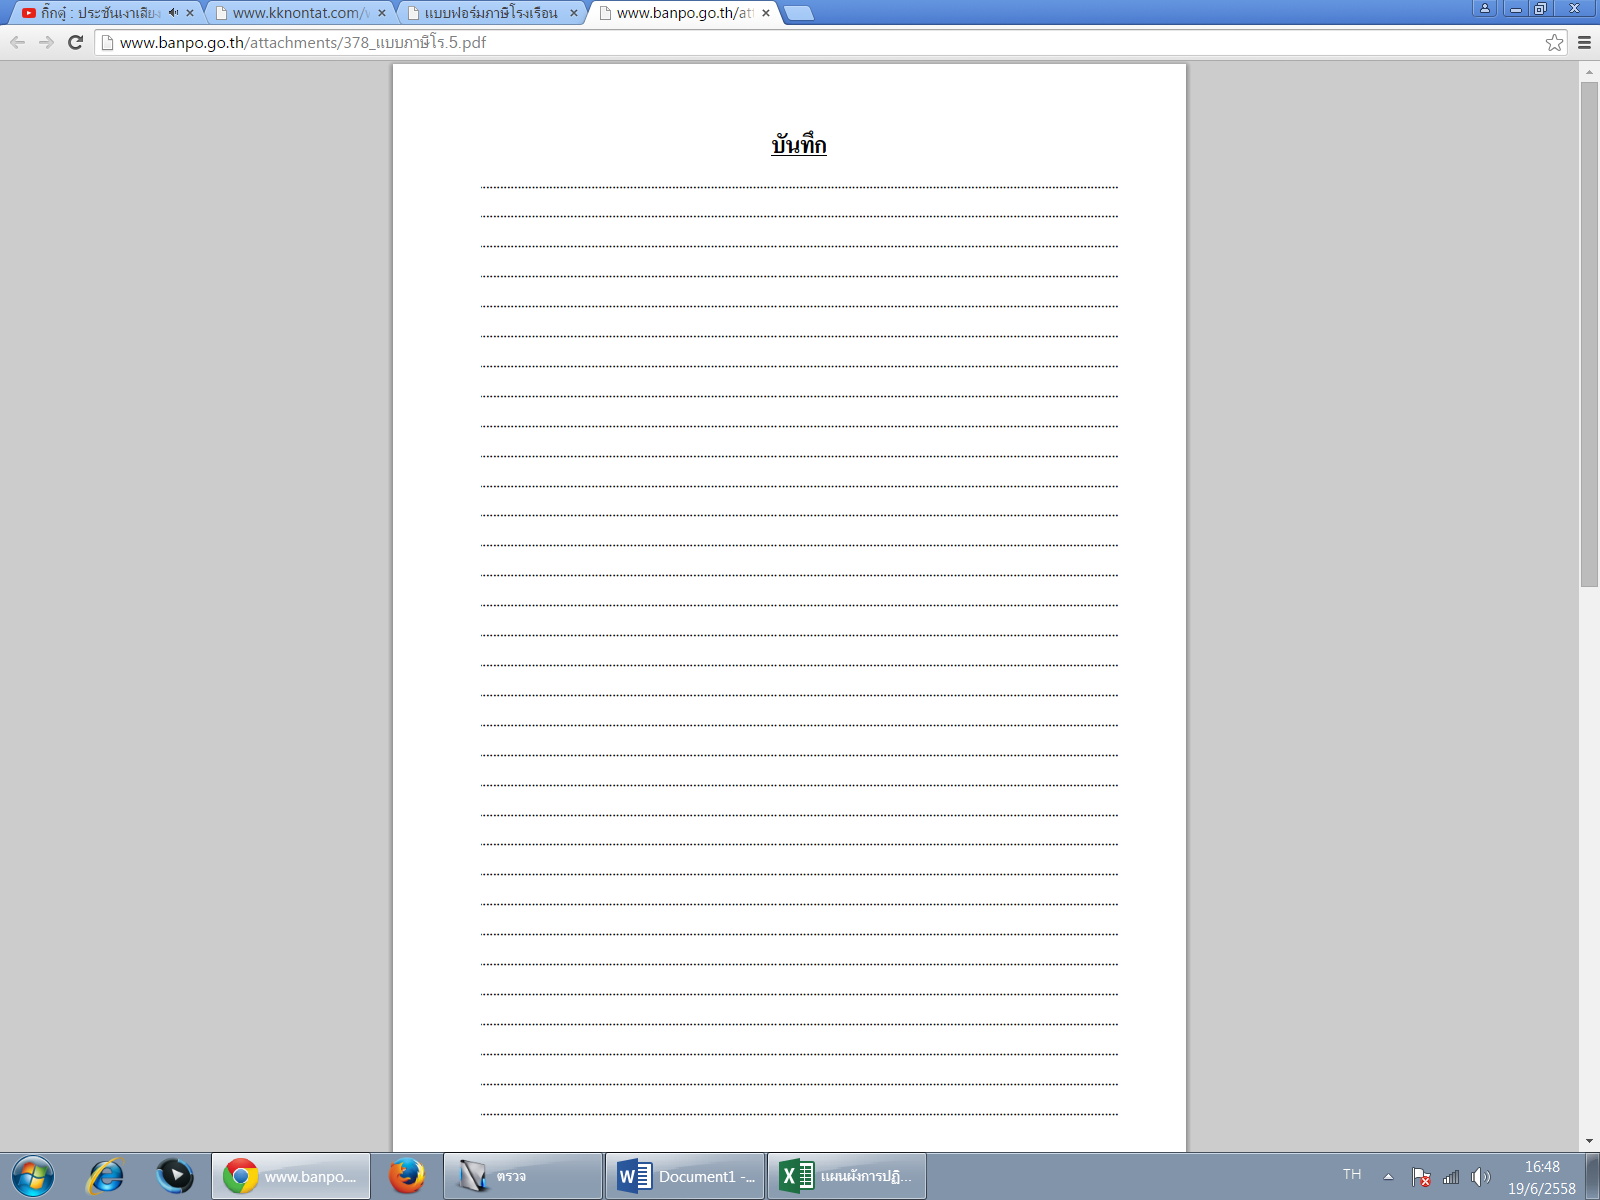 กิ๊กตุ๋ : ประชันเงาเสียง
www.kknontat.com/v
แบบฟอร์มภาษีโรงเรือน
www.banpo.go.th/at
www.banpo.go.th/attachments/378_แบบภาษีโร.5.pdf
บันทึก
www.banpo....
ตรวจ
Document1 -...
แผนผังการปฏิ...
TH
16:48
19/6/2558